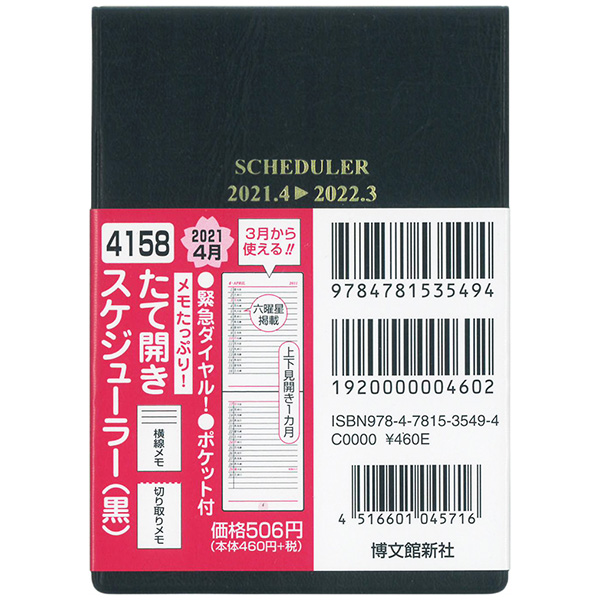 SCHEDULER
2021.4▶2022.3
4158
2021
4月
3月から
使える!!
たて開き
スケジューラー(黒)
メモたっぷり!
●緊急ダイヤル!●ポケット付
六曜星
掲載
上下見開き1カ月
横線メモ
切り取りメモ
価格506円
(本体460円+税)
9784781535494
1920000004602
ISBN978-4-7815-3549-4
C0000 ¥460E
4 516601 045716
博文館新社